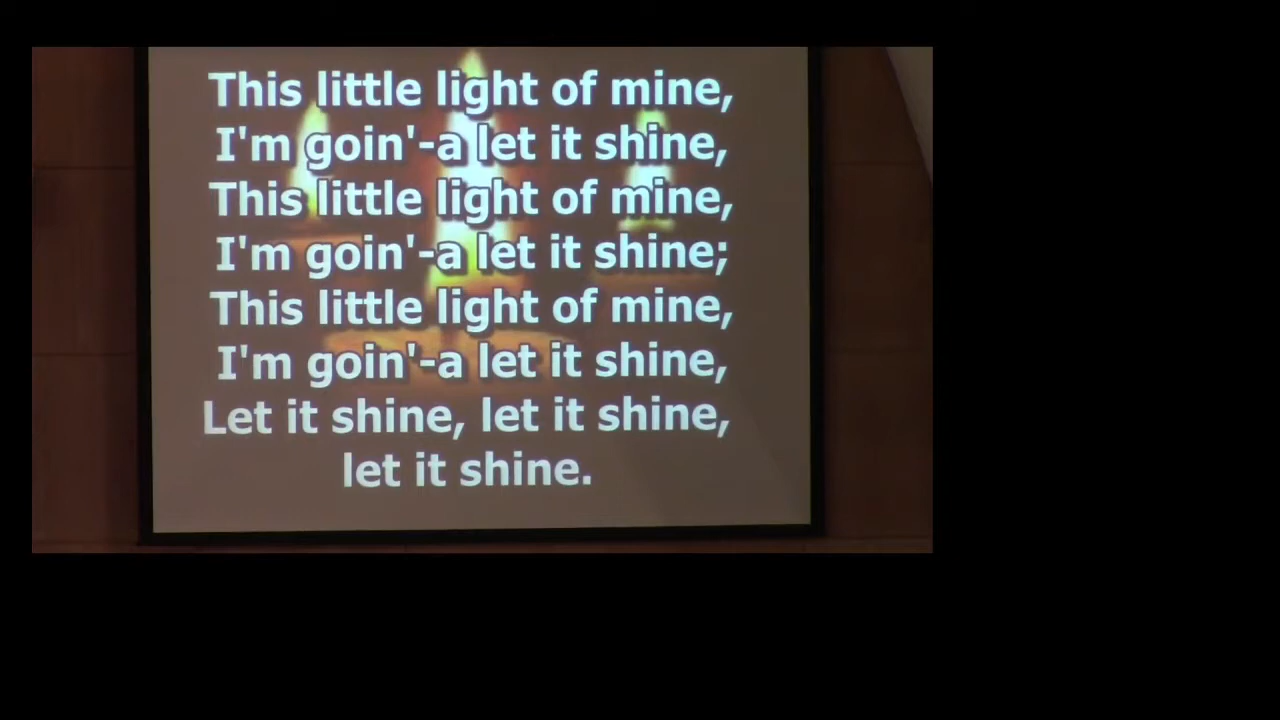 This little light of mine,
I'm goin'-a let it shine,
This little light of mine,
I'm goin'-a let it shine;
This little light of mine,
I'm goin'-a let it shine,
Let it shine, let it shine,
let it shine.